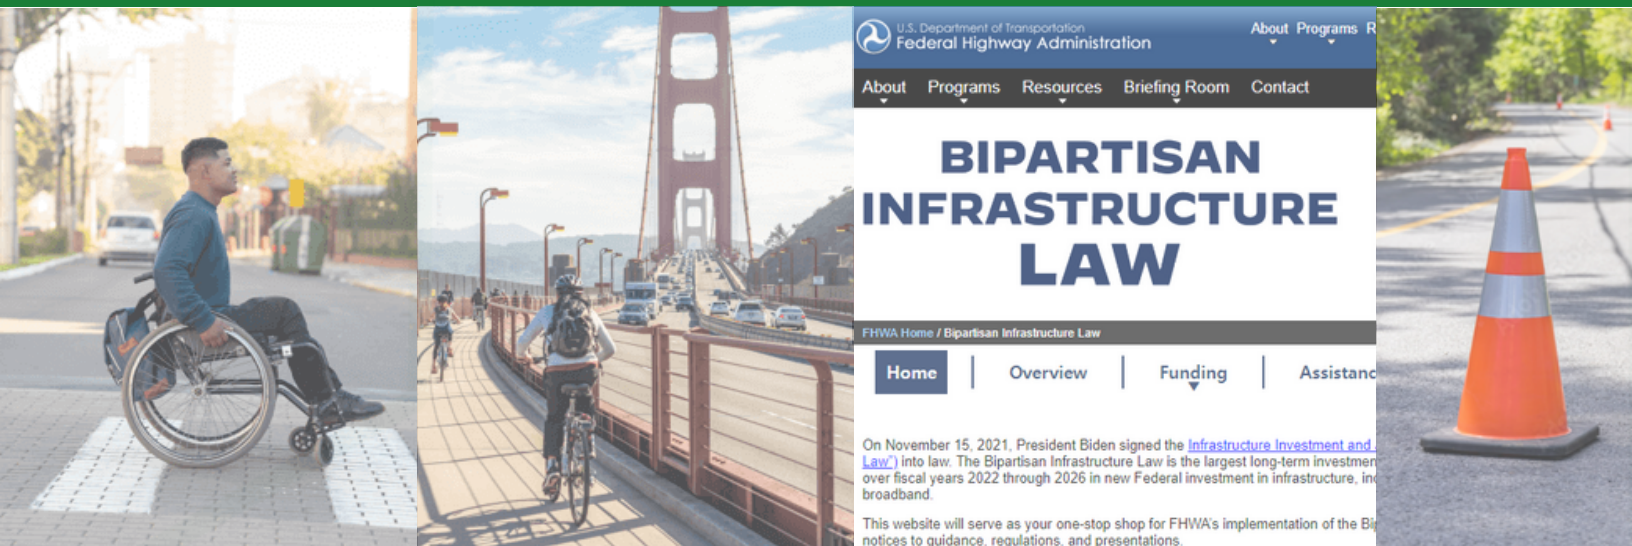 U.S. Department of Transportation
Federal Highway Administration
About Programs R
About Programs Resources Briefing Room Contact
BIPARTISAN
INFRASTRUCTURE
LAW
FHWA Home / Bipartisan Infrastructure Law
Home Overview Funding Assistanc
On November 15, 2021, President Biden signed the Infrastructure Investment and
Law") into law. The Bipartisan Infrastructure Law is the largest long-term investmen
over fiscal years 2022 through 2026 in new Federal investment in infrastructure, inc
broadband.
This website will serve as your one-stop shop for FHWA's implementation of the Bip
notices to guidance, regulations, and presentations.